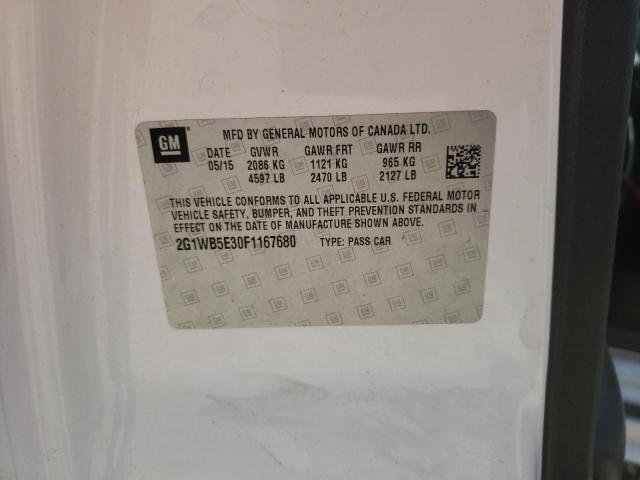 GM
MFD BY GENERAL MOTORS OF CANADA LTD.
DATE GVWR GAWR FRT GAWR RR
05/15 2086 KG 1121 KG 965 KG
4597 LB 2470 LB 2127 LB
THIS VEHICLE CONFORMS TO ALL APPLICABLE U.S. FEDERAL MOTOR
VEHICLE SAFETY, BUMPER, AND THEFT PREVENTION STANDARDS IN
EFFECT ON THE DATE OF MANUFACTURE SHOWN ABOVE.
2G1WB5E30F1167680 TYPE: PASS CAR